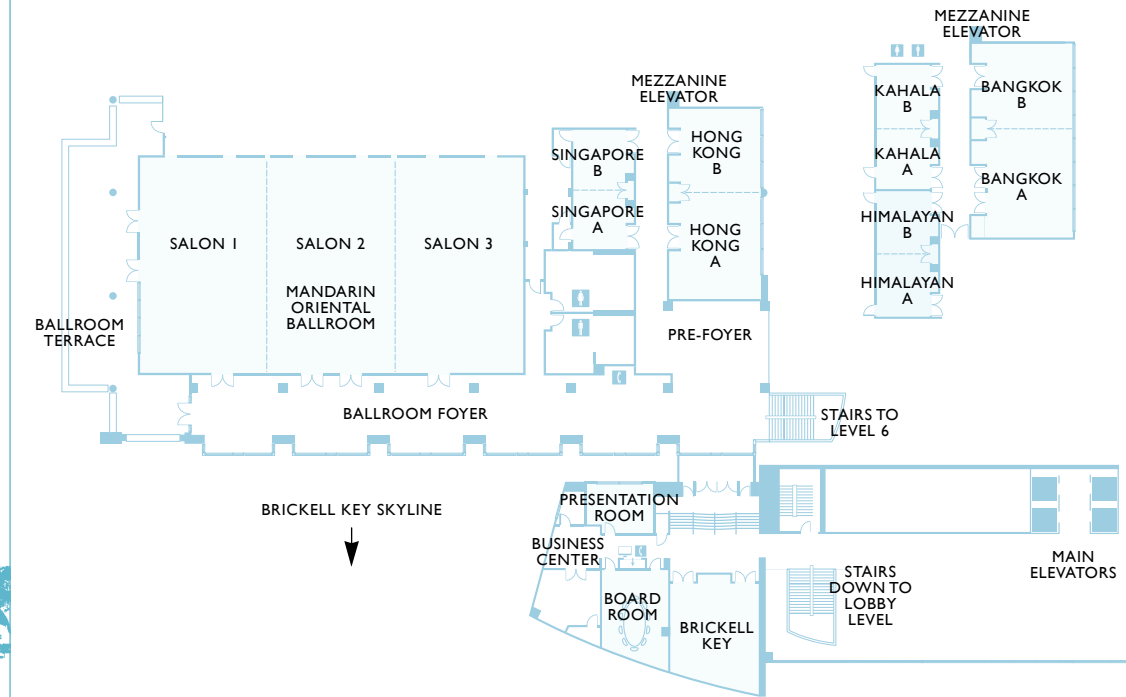 MEZZANINE
ELEVATOR
KAHALA
B
BANGKOK
B
KAHALA
A
BANGKOK
A
HIMALAYAN
B
HIMALAYAN
A
MEZZANINE
ELEVATOR
SINGAPORE
B
HONG
KONG
B
SINGAPORE
A
HONG
KONG
A
SALON 1
SALON 2
SALON 3
MANDARIN
ORIENTAL
BALLROOM
BALLROOM
TERRACE
PRE-FOYER
BALLROOM FOYER
STAIRS TO
LEVEL 6
BRICKELL KEY SKYLINE
PRESENTATION
ROOM
BUSINESS
CENTER
BOARD
ROOM
BRICKELL
KEY
STAIRS
DOWN TO
LOBBY
LEVEL
MAIN
ELEVATORS